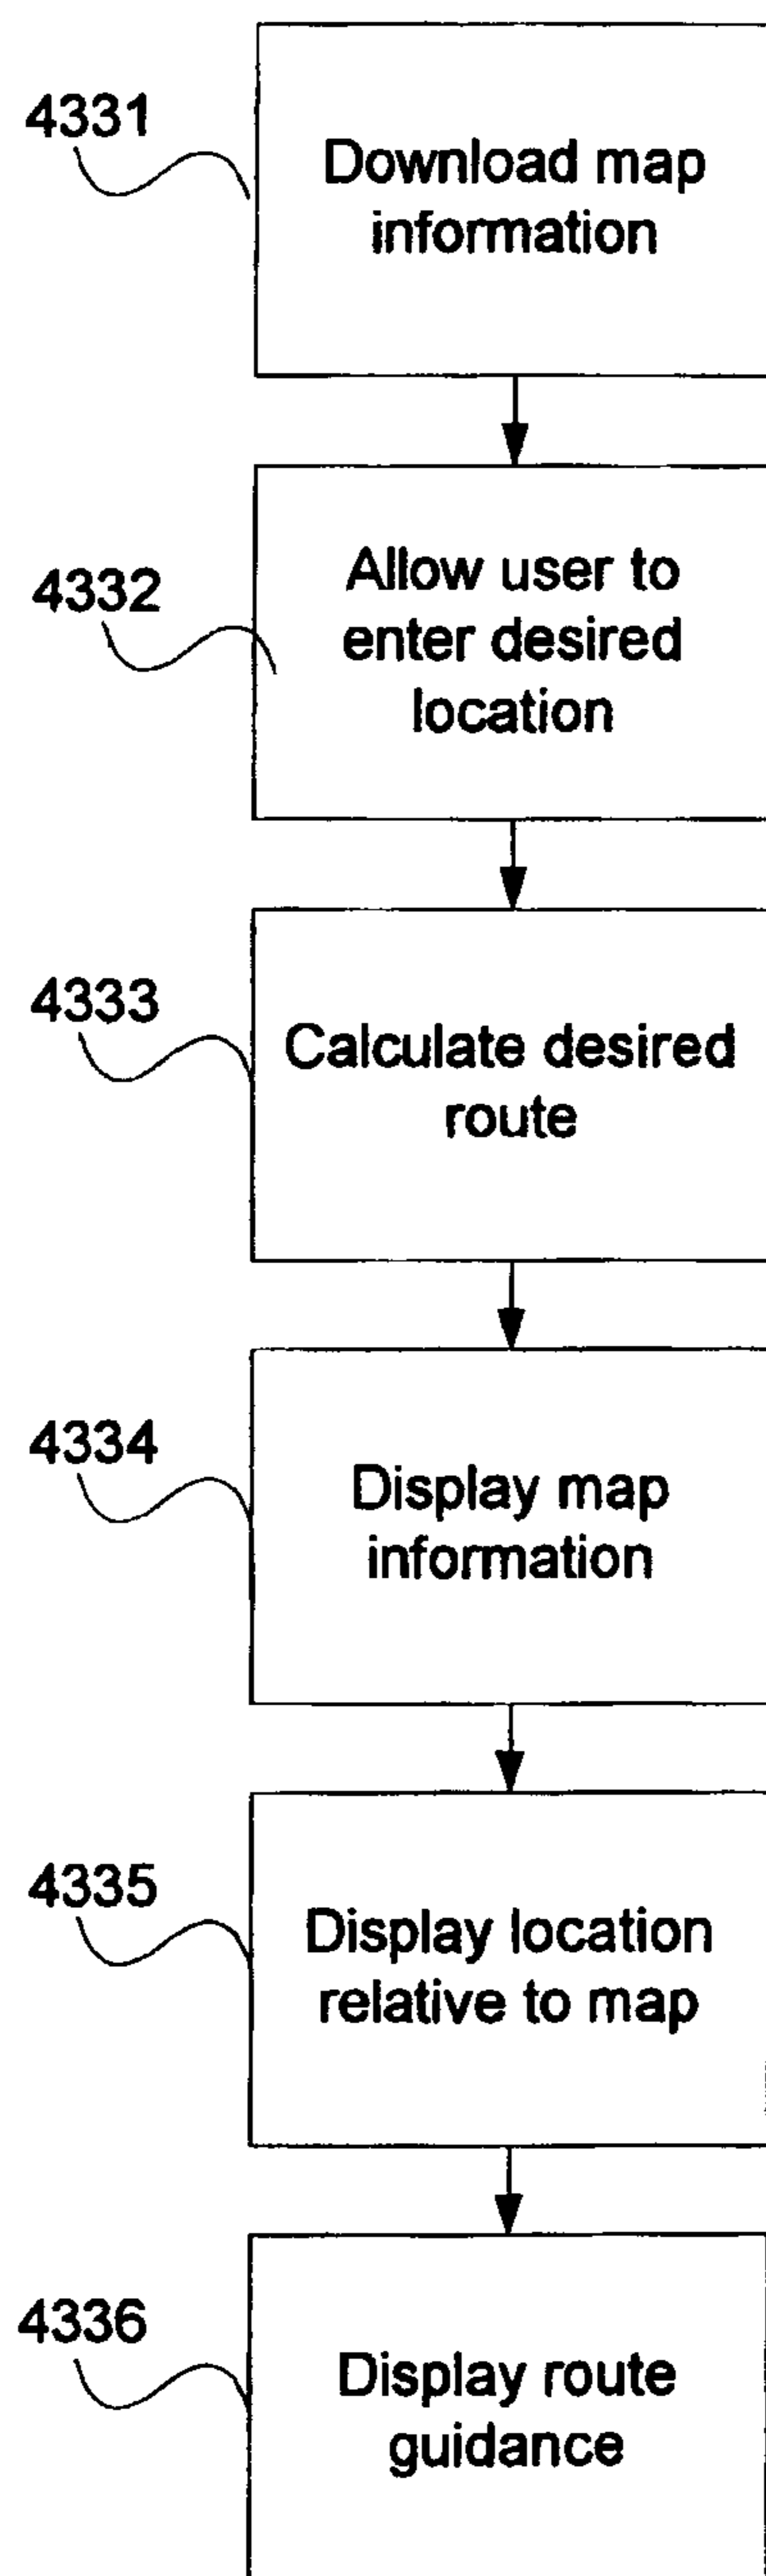 4331
Download map
information
4332
Allow user to
enter desired
location
4333
Calculate desired
route
4334
Display map
information
4335
Display location
relative to map
4336
Display route
guidance